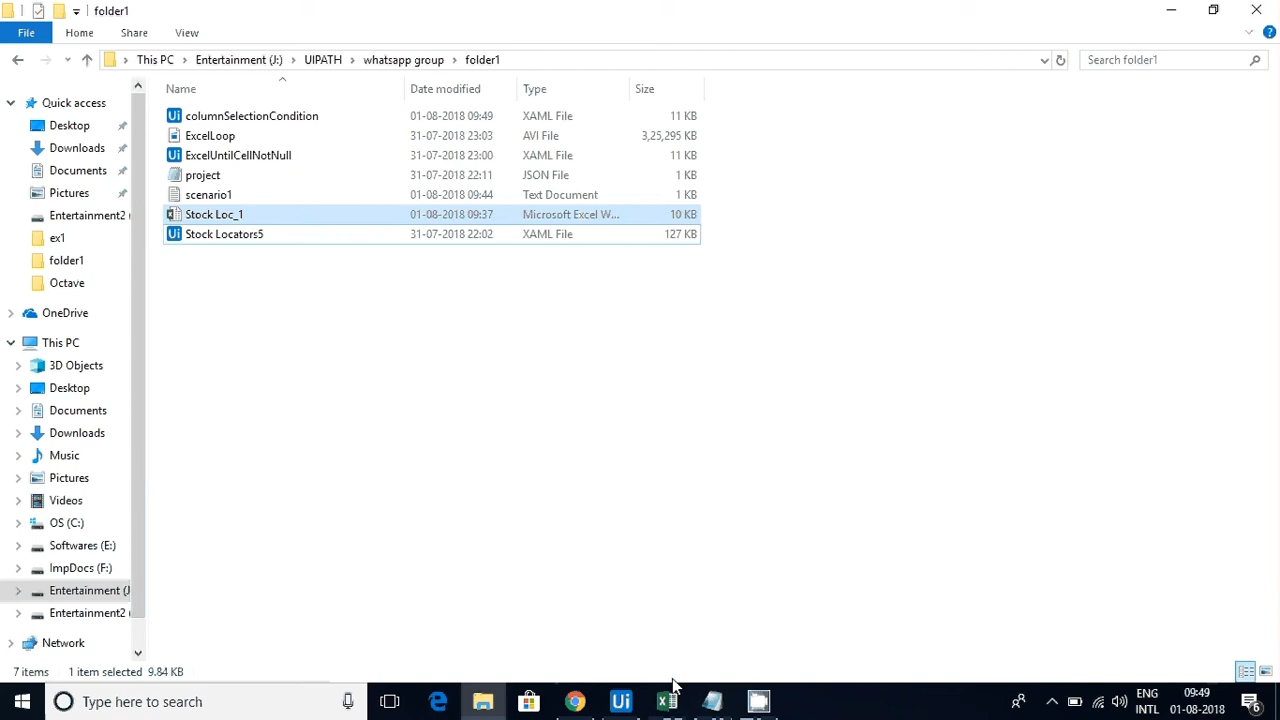 folder1
File Home Share View
This PC Entertainment (J:) UIPATH whatsapp group folder1 Search folder1
Name Date modified Type Size
columnSelectionCondition 01-08-2018 09:49 XAML File 11 KB
ExcelLoop 31-07-2018 23:03 AVI File 3,25,295 KB
ExcelUntilCellNotNull 31-07-2018 23:00 XAML File 11 KB
project 31-07-2018 22:11 JSON File 1 KB
scenario1 01-08-2018 09:44 Text Document 1 KB
Stock Loc_1 01-08-2018 09:37 Microsoft Excel W... 10 KB
Stock Locators5 31-07-2018 22:02 XAML File 127 KB
Quick access
Desktop
Downloads
Documents
Pictures
Entertainment2 (
ex1
folder1
Octave
OneDrive
This PC
3D Objects
Desktop
Documents
Downloads
Music
Pictures
Videos
OS (C:)
Softwares (E:)
ImpDocs (F:)
Entertainment (J
Entertainment2 (
Network
7 items 1 item selected 9.84 KB
Type here to search
Ui
ENG 09:49
INTL 01-08-2018
6